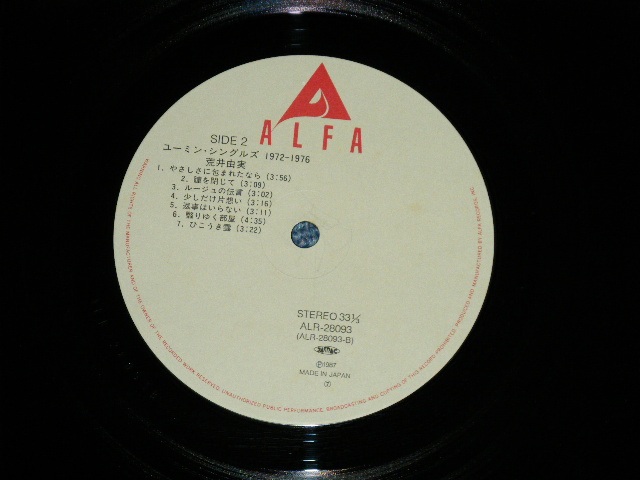 ALFA
SIDE 2
ユーミン・シングルズ 1972-1976
荒井由実
1. やさしさに包まれたなら (3:56)
2. 瞳を閉じて (3:09)
3. ルージュの伝言 (3:02)
4. 少しだけ片想い (3:16)
5. 返事はいらない (3:11)
6. 翳りゆく部屋 (4:35)
7. ひこうき雲 (3:22)
STEREO 33⅓
ALR-28093
(ALR-28093-B)
Ⓟ1987
MADE IN JAPAN